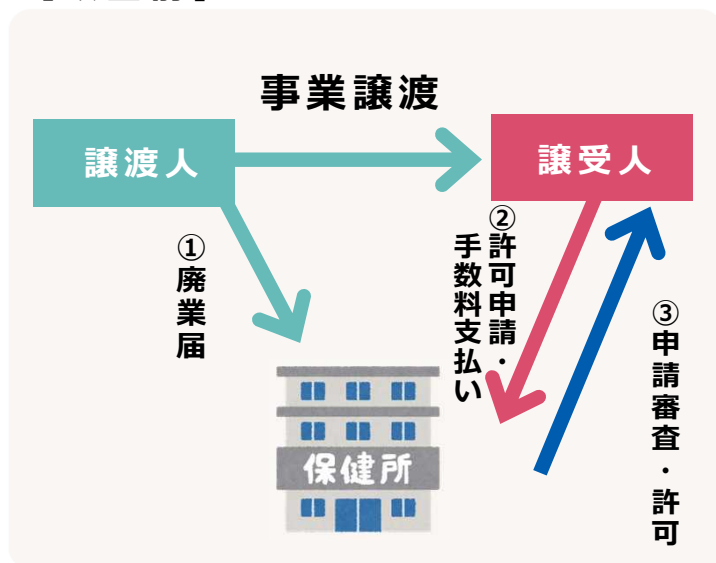 事業譲渡
譲渡人
譲受人
①廃業届
②許可申請・
手数料支払い
③申請審査・許可
保健所